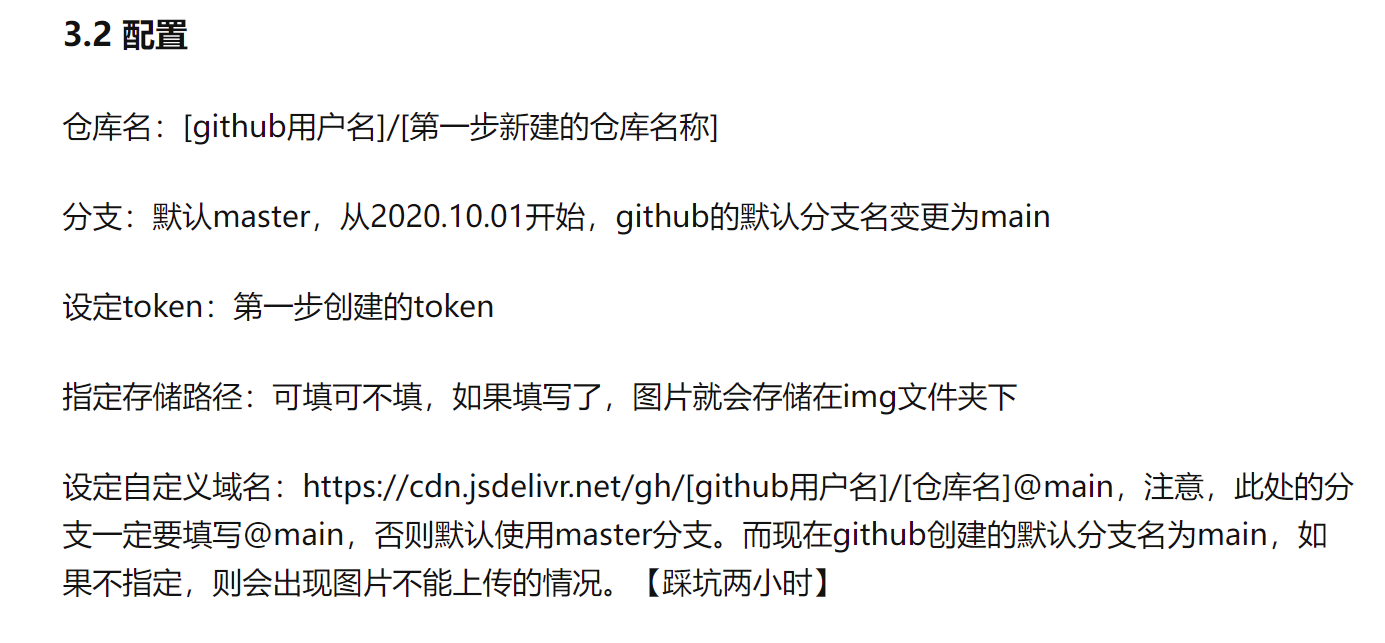 3.2 配置
仓库名：[github用户名]/[第一步新建的仓库名称]
分支：默认master，从2020.10.01开始，github的默认分支名变更为main
设定token：第一步创建的token
指定存储路径：可填可不填，如果填写了，图片就会存储在img文件夹下
设定自定义域名：https://cdn.jsdelivr.net/gh/[github用户名]/[仓库名]@main，注意，此处的分
支一定要填写@main，否则默认使用master分支。而现在github创建的默认分支名为main，如
果不指定，则会出现图片不能上传的情况。【踩坑两小时】